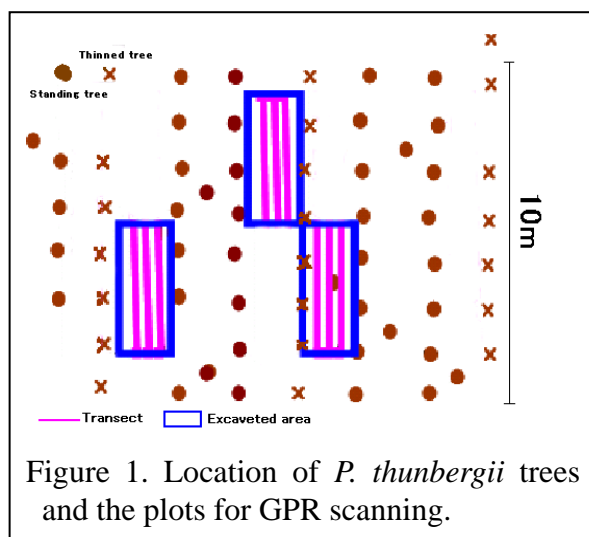 Thinned tree
Standing tree
10m
Transect
Excaveted area
Figure 1. Location of P. thunbergii trees
and the plots for GPR scanning.